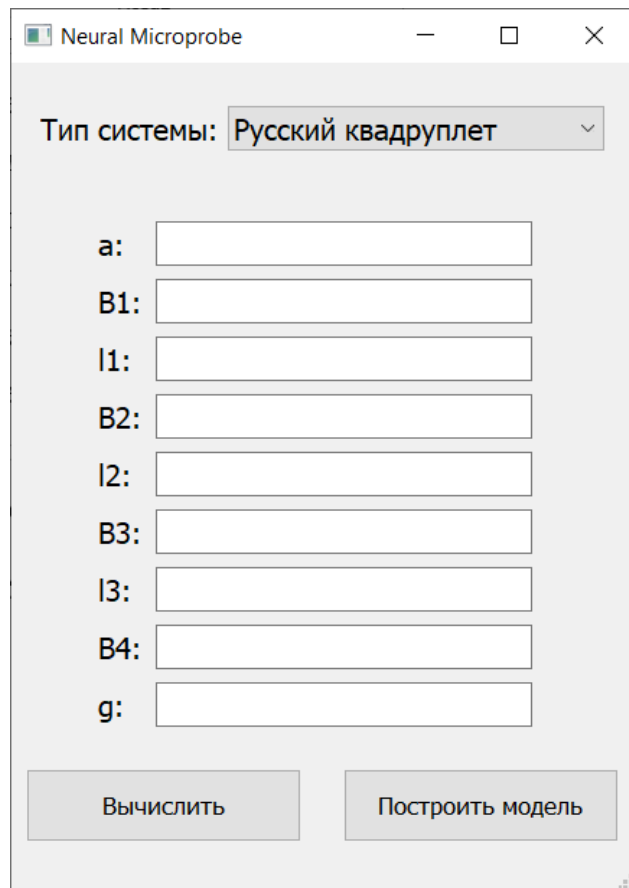 Neural Microprobe
Тип системы: Русский квадруплет
a:
B1:
l1:
B2:
l2:
B3:
l3:
B4:
g:
Вычислить Построить модель